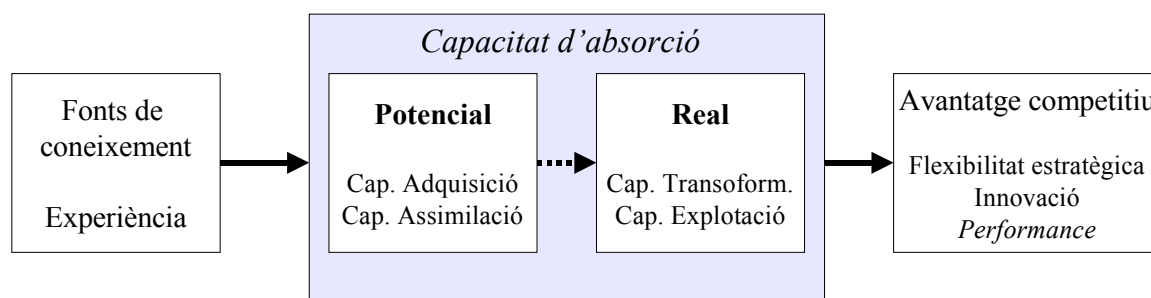 Capacitat d’absorció
Fonts de
coneixement
Experiència
Potencial
Cap. Adquisició
Cap. Assimilació
Real
Cap. Transoform.
Cap. Explotació
Avantatge competitiu
Flexibilitat estratègica
Innovació
Performance